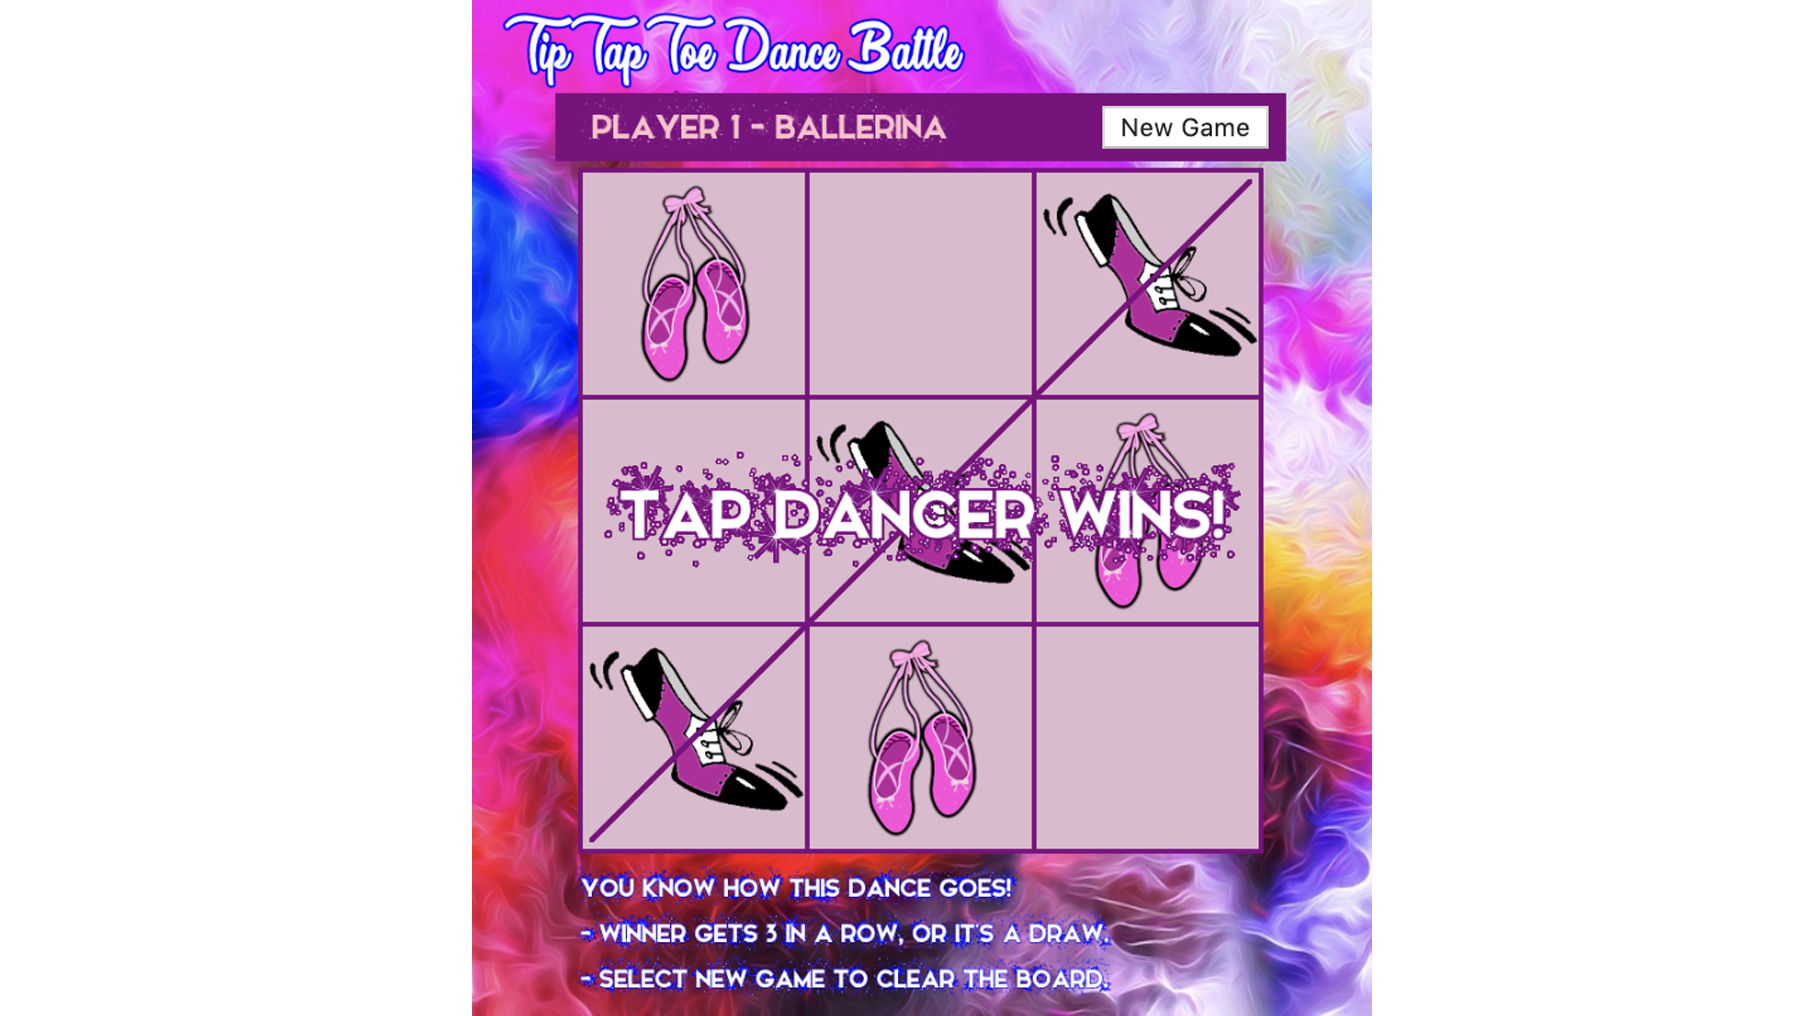 Tip Tap Toe Dance Battle
PLAYER 1 - BALLERINA
New Game
TAP DANCER WINS!
YOU KNOW HOW THIS DANCE GOES!
- WINNER GETS 3 IN A ROW, OR IT'S A DRAW.
- SELECT NEW GAME TO CLEAR THE BOARD.